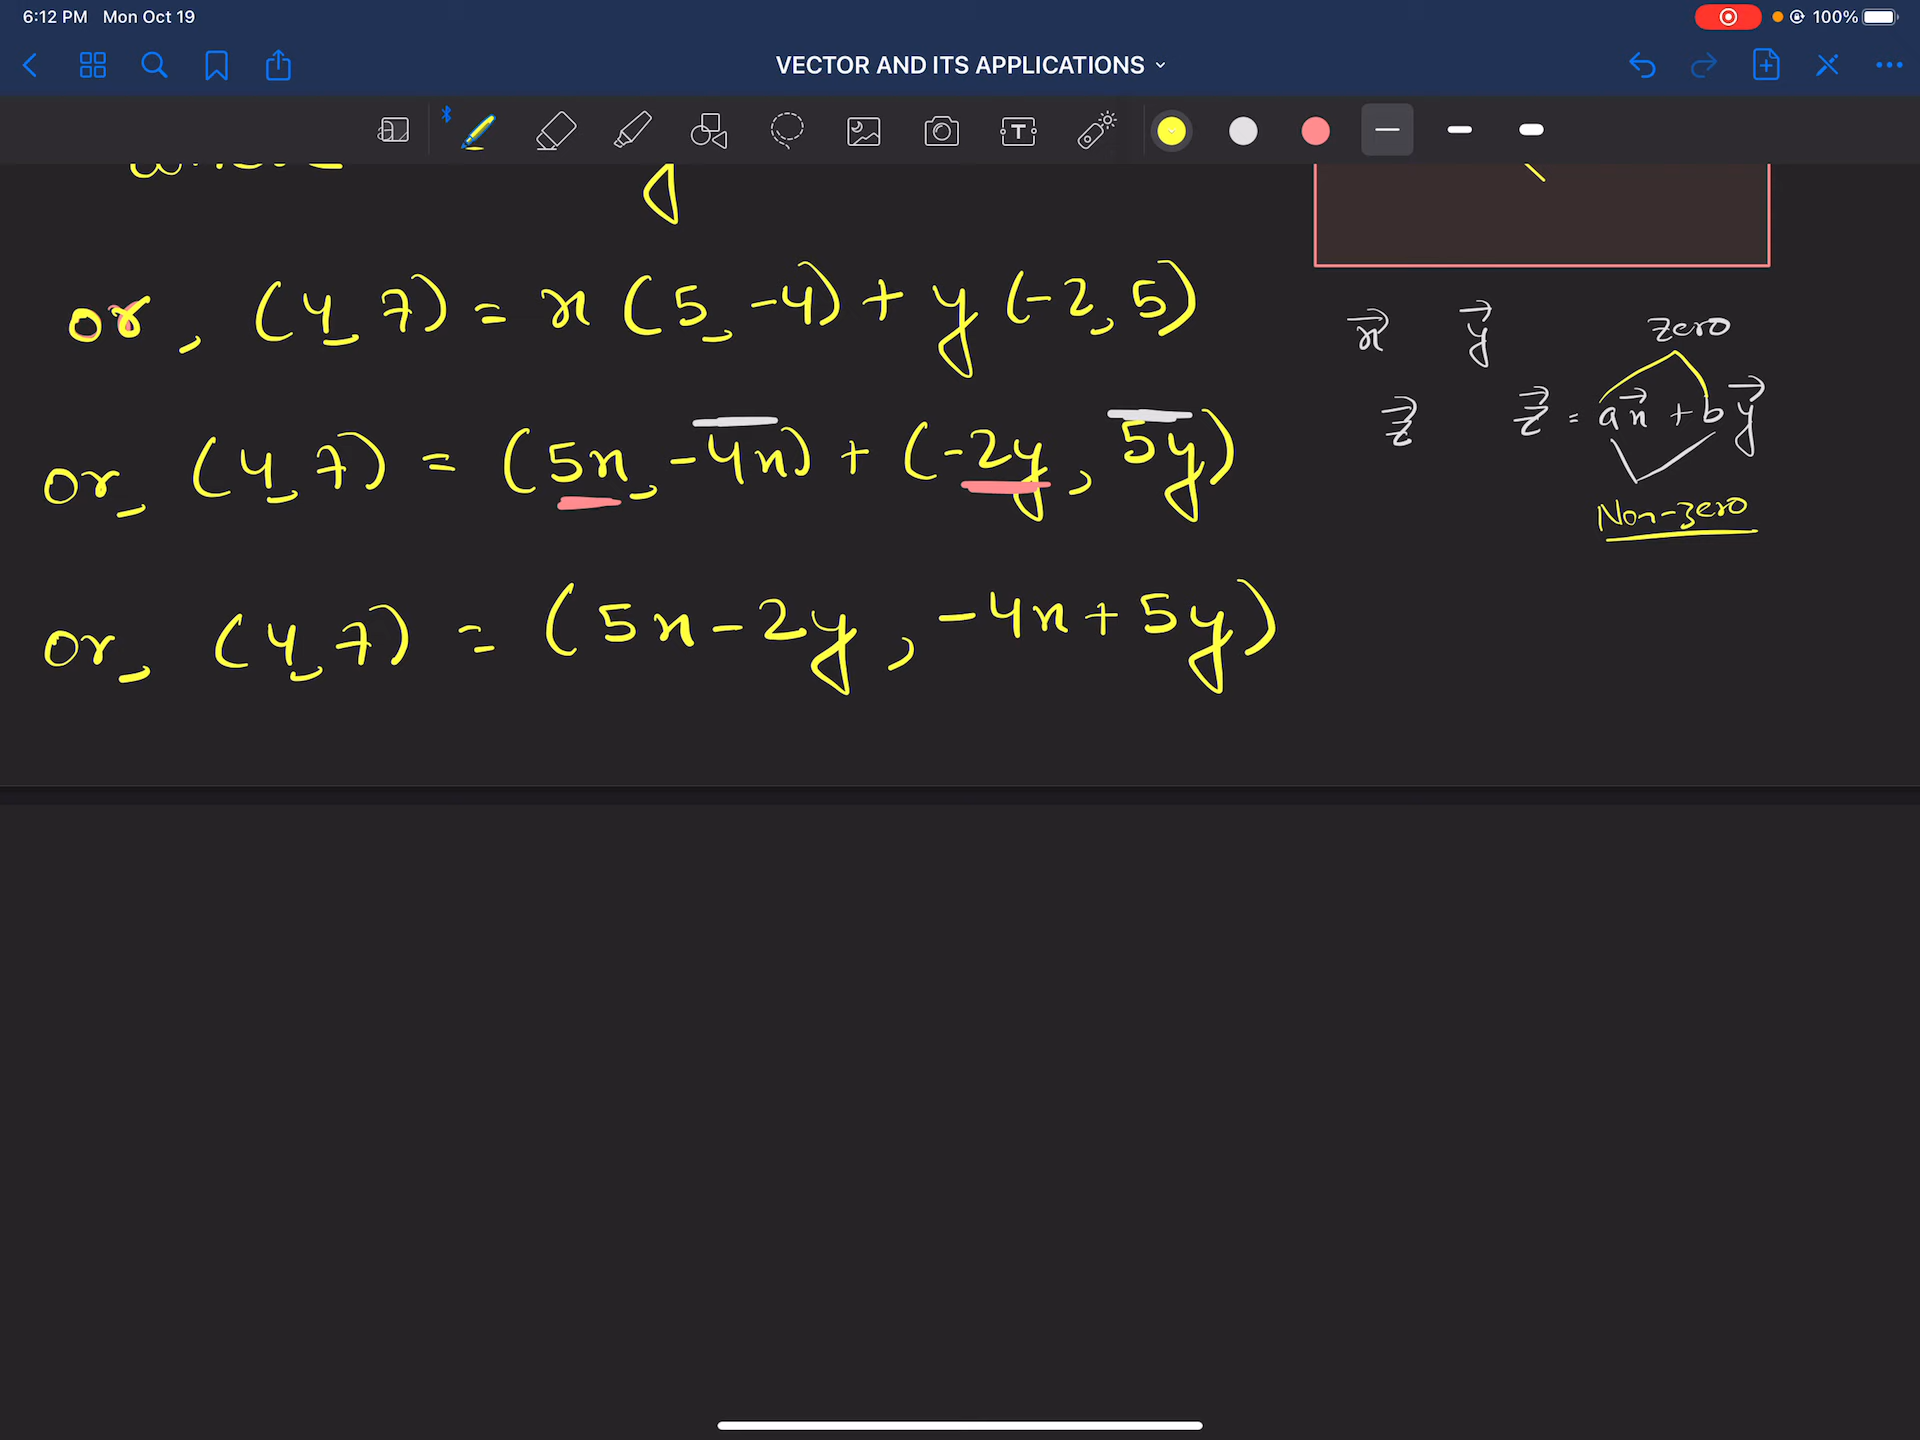 6:12 PM Mon Oct 19
100%
VECTOR AND ITS APPLICATIONS
T
or, (4, 7) = x (5, -4) + y (-2, 5)
or, (4, 7) = (5x, -4x) + (-2y, 5y)
or, (4, 7) = (5x - 2y, -4x + 5y)
x⃗ y⃗
zero
z⃗ z⃗ = ax⃗ + by⃗
Non-zero